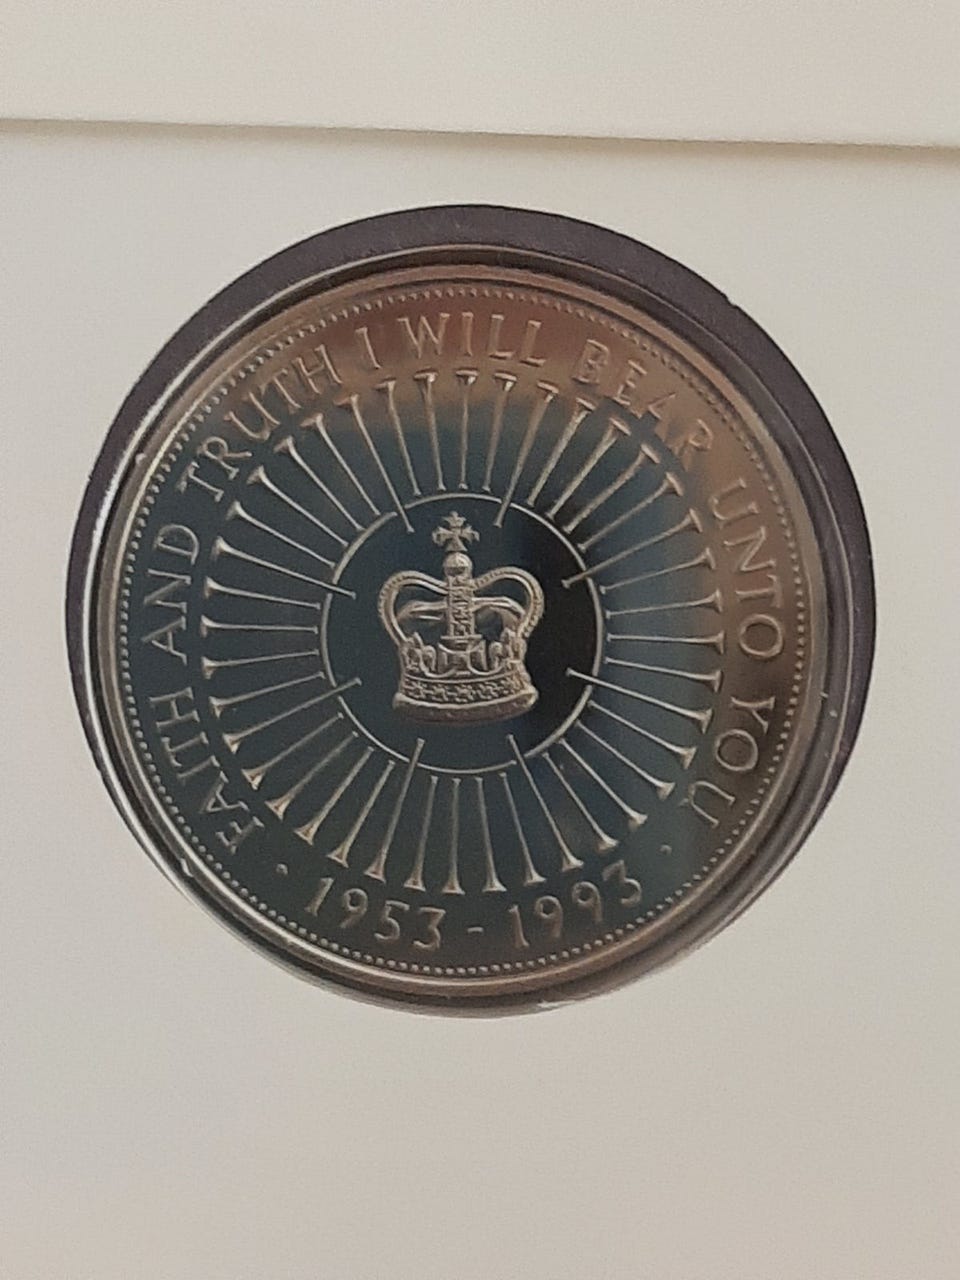 FAITH AND TRUTH I WILL BEAR UNTO YOU
· 1953 - 1993 ·